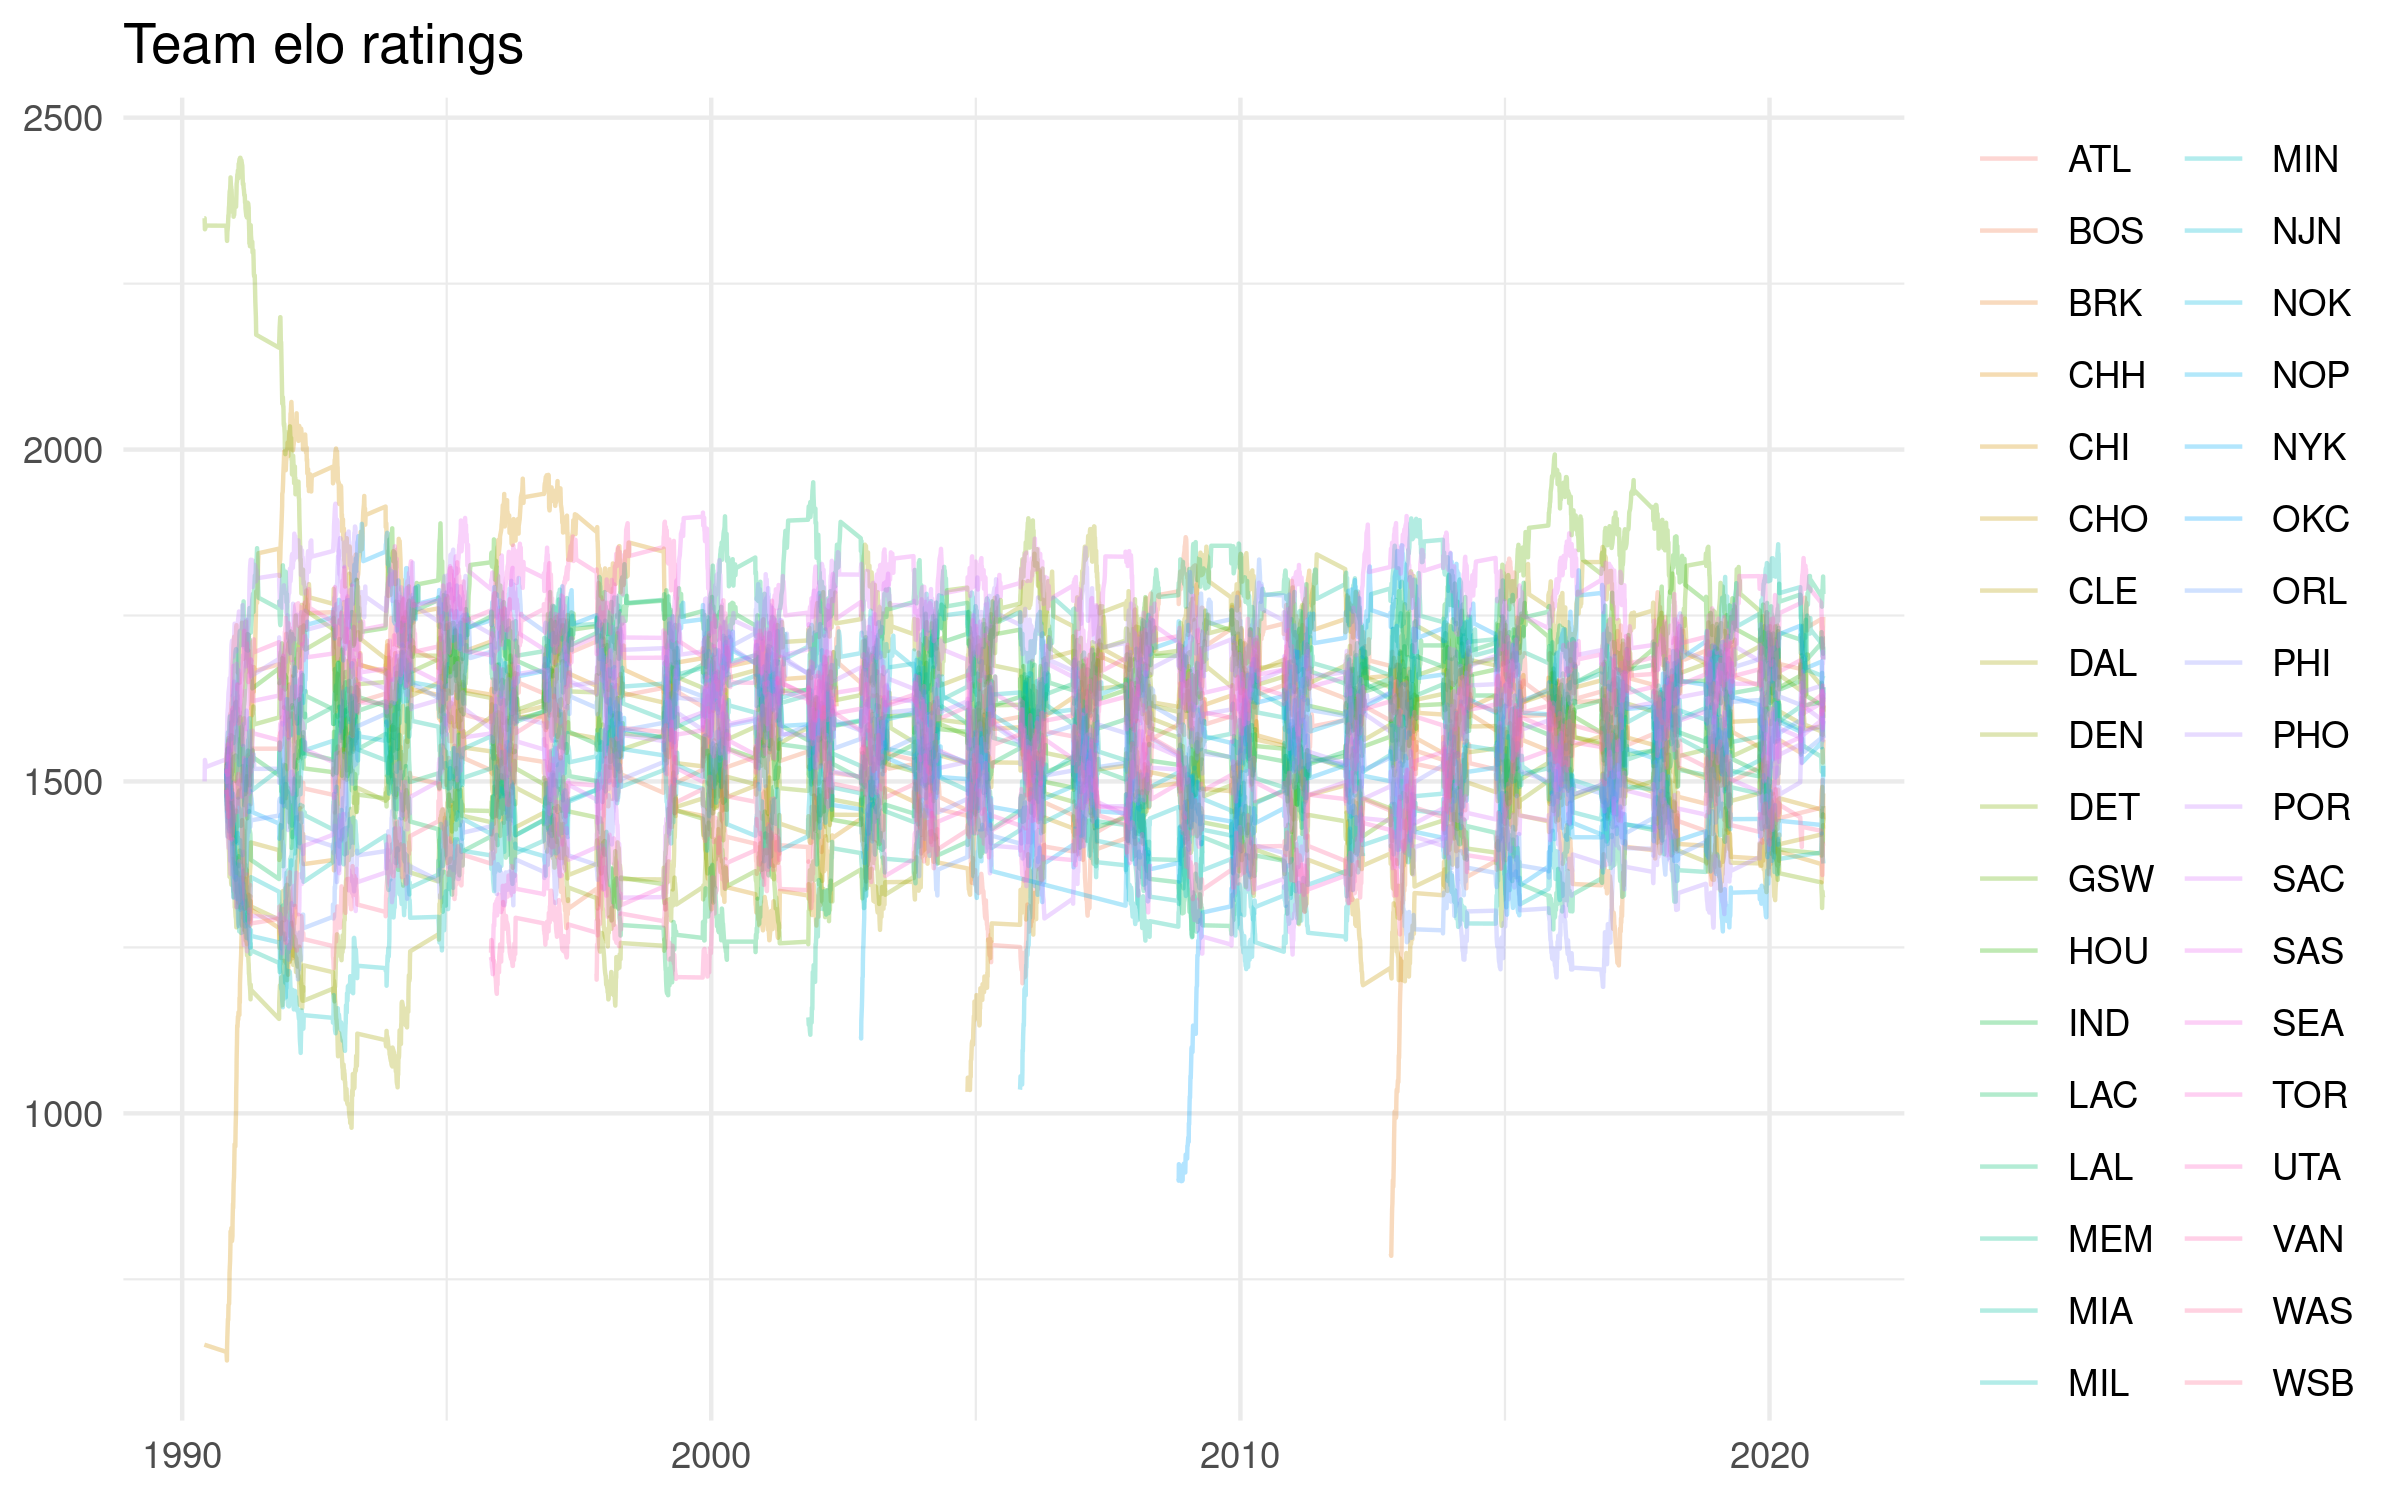 Team elo ratings
2500
2000
1500
1000
1990 2000 2010 2020
ATL
BOS
BRK
CHH
CHI
CHO
CLE
DAL
DEN
DET
GSW
HOU
IND
LAC
LAL
MEM
MIA
MIL
MIN
NJN
NOK
NOP
NYK
OKC
ORL
PHI
PHO
POR
SAC
SAS
SEA
TOR
UTA
VAN
WAS
WSB